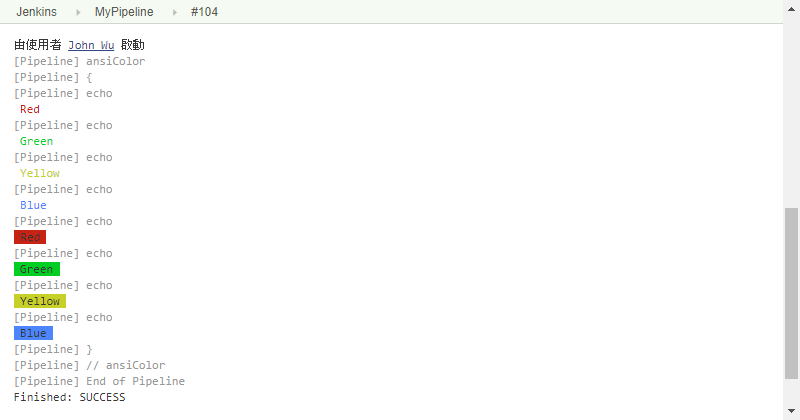 Jenkins MyPipeline #104
由使用者 John Wu 啟動
[Pipeline] ansiColor
[Pipeline] {
[Pipeline] echo
Red
[Pipeline] echo
Green
[Pipeline] echo
Yellow
[Pipeline] echo
Blue
[Pipeline] echo
Red
[Pipeline] echo
Green
[Pipeline] echo
Yellow
[Pipeline] echo
Blue
[Pipeline] }
[Pipeline] // ansiColor
[Pipeline] End of Pipeline
Finished: SUCCESS